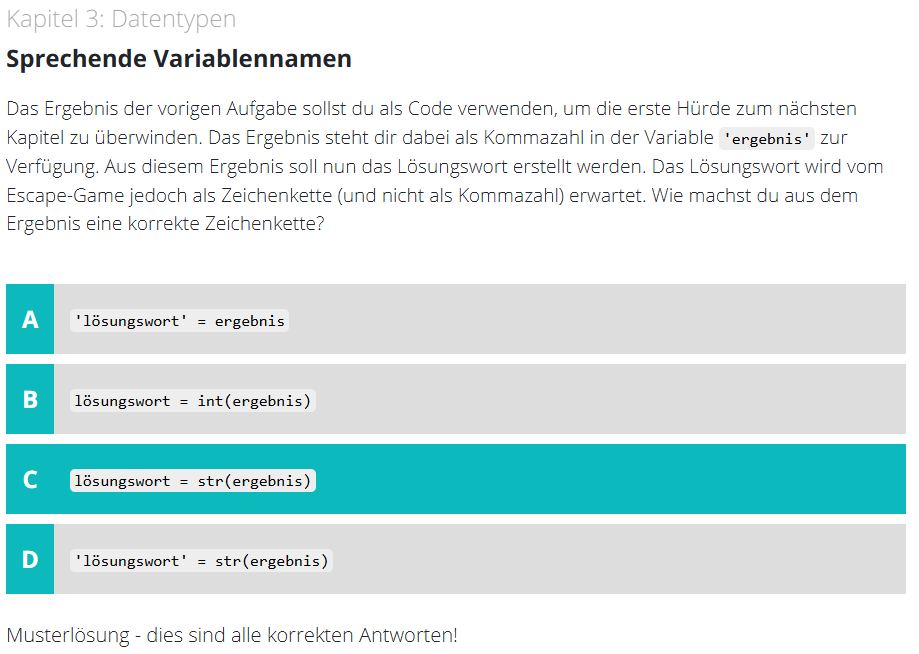 Kapitel 3: Datentypen
Sprechende Variablennamen
Das Ergebnis der vorigen Aufgabe sollst du als Code verwenden, um die erste Hürde zum nächsten
Kapitel zu überwinden. Das Ergebnis steht dir dabei als Kommazahl in der Variable 'ergebnis' zur
Verfügung. Aus diesem Ergebnis soll nun das Lösungswort erstellt werden. Das Lösungswort wird vom
Escape-Game jedoch als Zeichenkette (und nicht als Kommazahl) erwartet. Wie machst du aus dem
Ergebnis eine korrekte Zeichenkette?
A 'lösungswort' = ergebnis
B lösungswort = int(ergebnis)
C lösungswort = str(ergebnis)
D 'lösungswort' = str(ergebnis)
Musterlösung - dies sind alle korrekten Antworten!